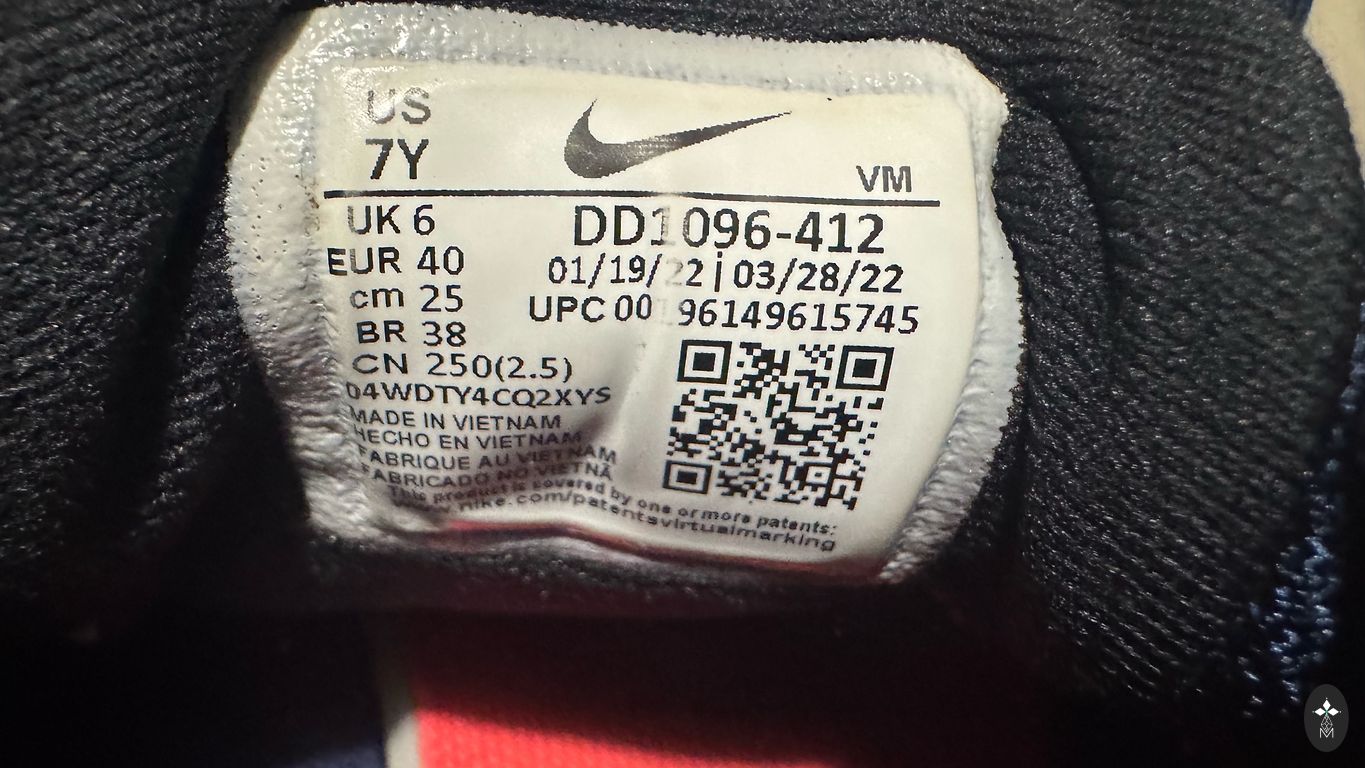 US
7Y
VM
UK 6
DD1096-412
EUR 40
01/19/22 | 03/28/22
cm 25
UPC 00 96149615745
BR 38
CN 250(2.5)
04WDTY4CQ2XYS
MADE IN VIETNAM
HECHO EN VIETNAM
FABRIQUE AU VIETNAM
FABRICADO NO VIETNÃ
This product is covered by one or more patents:
www.nike.com/patentsvirtualmarking
M